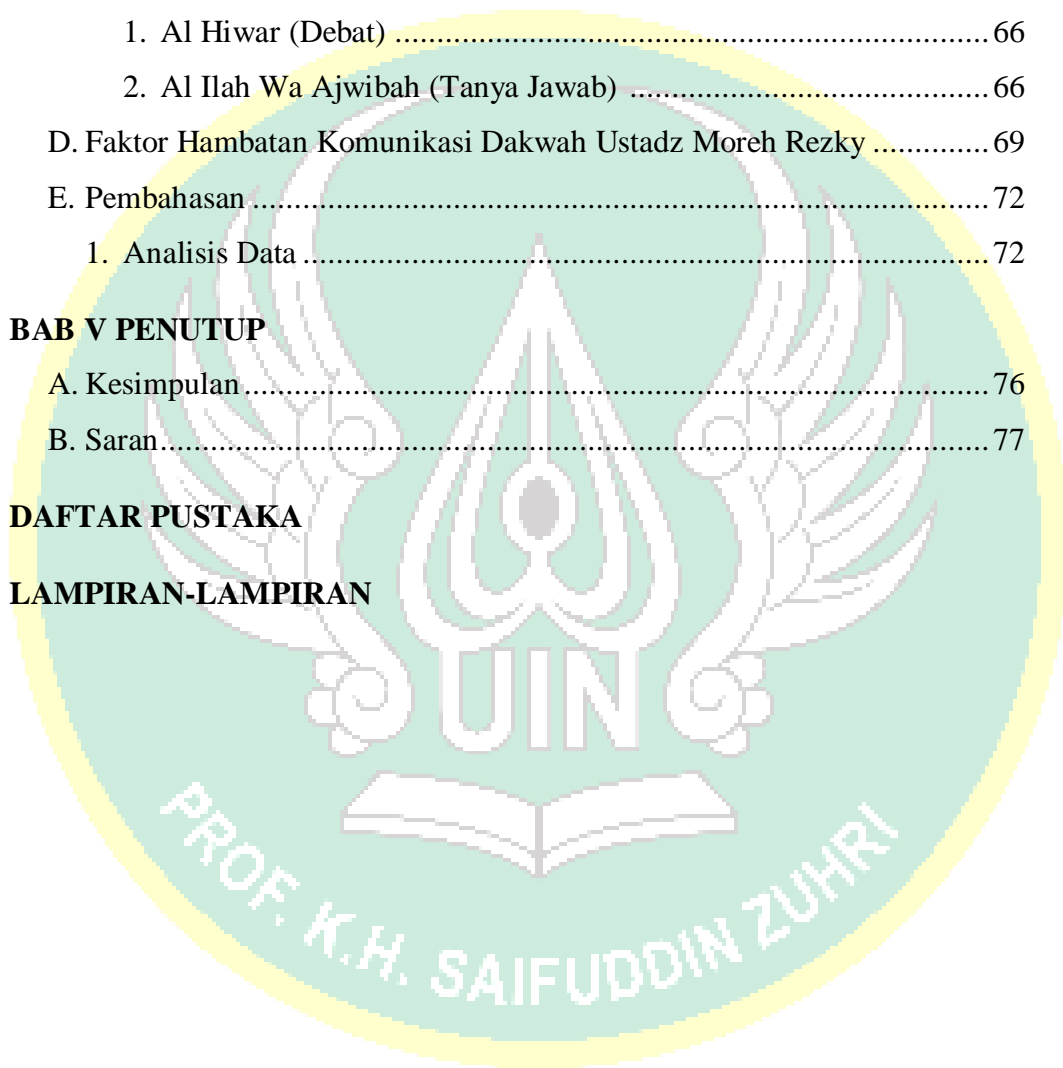 1. Al Hiwar (Debat) ........................................................................ 66
2. Al Ilah Wa Ajwibah (Tanya Jawab) ........................................... 66
D. Faktor Hambatan Komunikasi Dakwah Ustadz Moreh Rezky .............. 69
E. Pembahasan ......................................................................................... 72
1. Analisis Data ................................................................................... 72
BAB V PENUTUP
A. Kesimpulan .......................................................................................... 76
B. Saran .................................................................................................... 77
DAFTAR PUSTAKA
LAMPIRAN-LAMPIRAN
UIN
PROF. K.H. SAIFUDDIN ZUHRI